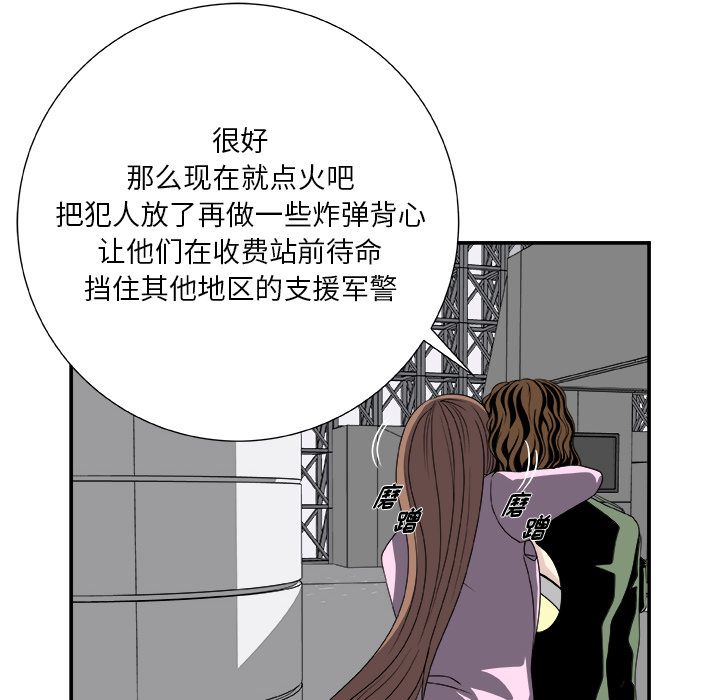 很好
那么现在就点火吧
把犯人放了再做一些炸弹背心
让他们在收费站前待命
挡住其他地区的支援军警
磨蹭
磨蹭